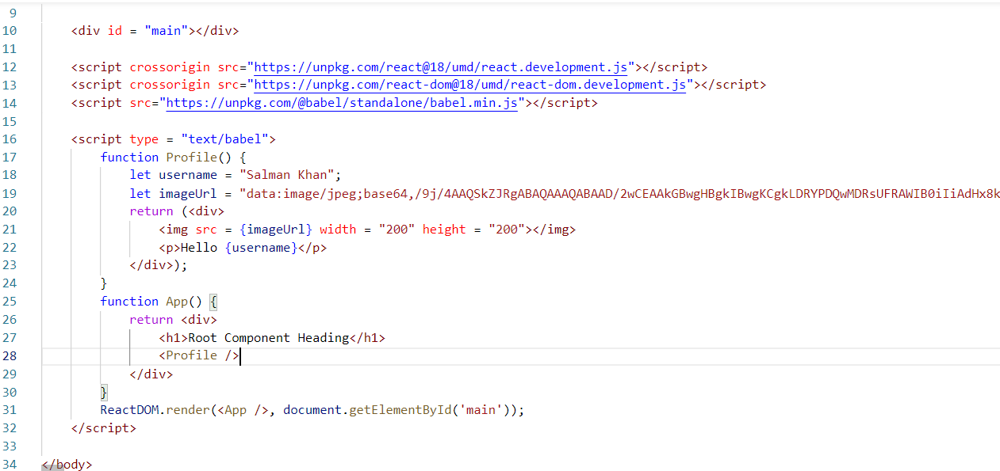 9
10 <div id = "main"></div>
11
12 <script crossorigin src="https://unpkg.com/react@18/umd/react.development.js"></script>
13 <script crossorigin src="https://unpkg.com/react-dom@18/umd/react-dom.development.js"></script>
14 <script src="https://unpkg.com/@babel/standalone/babel.min.js"></script>
15
16 <script type = "text/babel">
17 function Profile() {
18 let username = "Salman Khan";
19 let imageUrl = "data:image/jpeg;base64,/9j/4AAQSkZJRgABAQAAAQABAAD/2wCEAAkGBwgHBgkIBwgKCgkLDRYPDQwMDRsUFRAWIB0iIiAdHx8k
20 return (<div>
21 <img src = {imageUrl} width = "200" height = "200"></img>
22 <p>Hello {username}</p>
23 </div>);
24 }
25 function App() {
26 return <div>
27 <h1>Root Component Heading</h1>
28 <Profile />
29 </div>
30 }
31 ReactDOM.render(<App />, document.getElementById('main'));
32 </script>
33
34 </body>